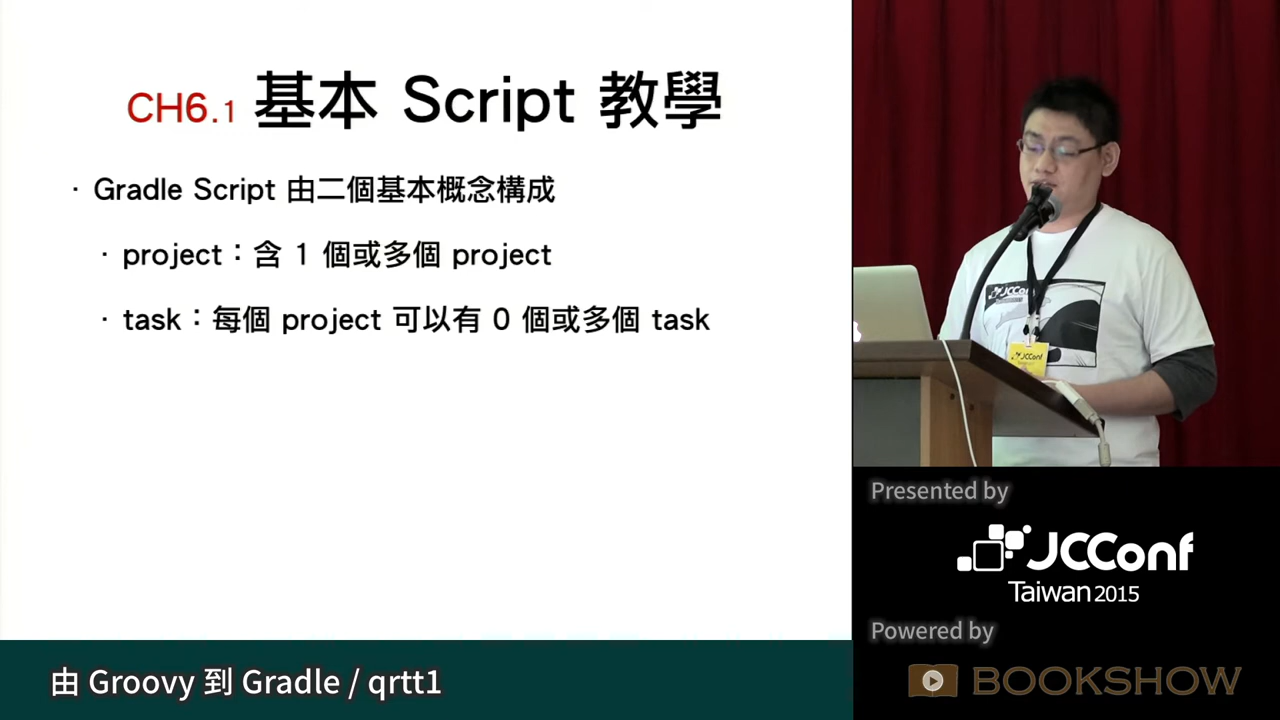 CH6.1 基本 Script 教學
· Gradle Script 由二個基本概念構成
· project：含 1 個或多個 project
· task：每個 project 可以有 0 個或多個 task
JCConf
JCConf
Presented by
JCConf
Taiwan 2015
Powered by
BOOKSHOW
由 Groovy 到 Gradle / qrtt1